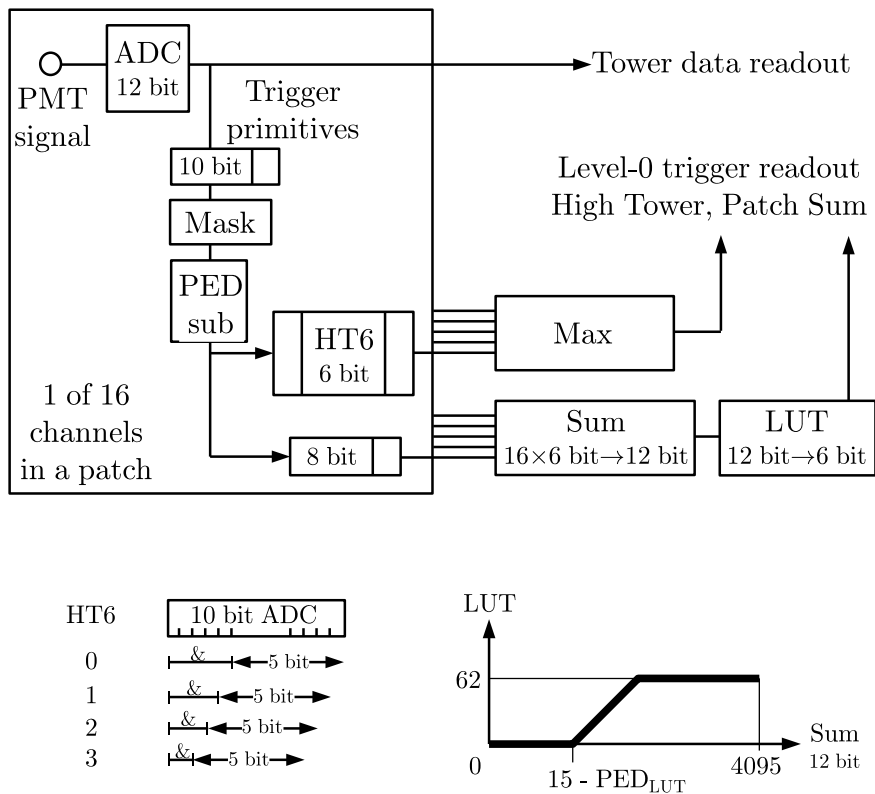 ADC
12 bit
PMT
signal
Tower data readout
Trigger
primitives
10 bit
Mask
PED
sub
HT6
6 bit
8 bit
1 of 16
channels
in a patch
Level-0 trigger readout
High Tower, Patch Sum
Max
Sum
16×6 bit→12 bit
LUT
12 bit→6 bit
HT6
10 bit ADC
0
&
5 bit
1
&
5 bit
2
&
5 bit
3
&
5 bit
LUT
62
0
15 - PED_LUT
4095
Sum
12 bit